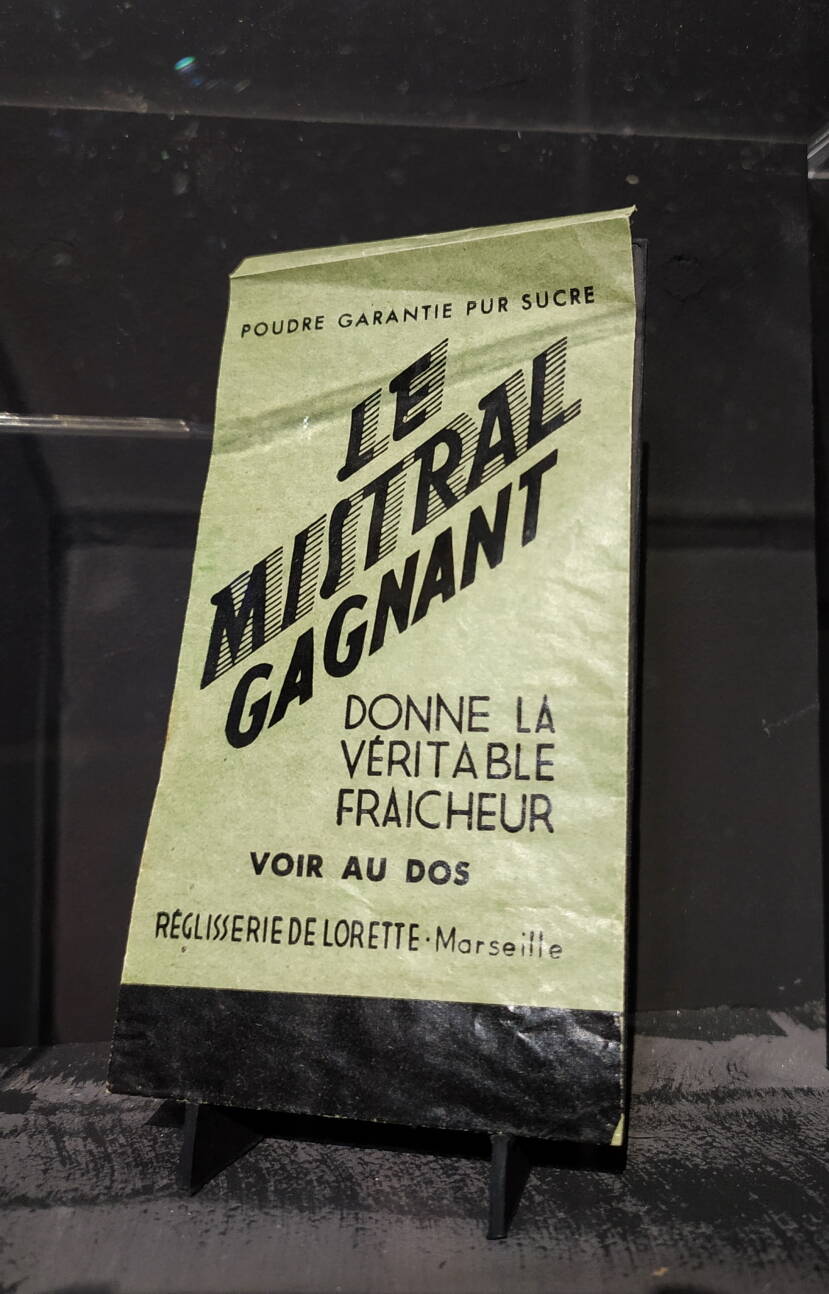 POUDRE GARANTIE PUR SUCRE
LE
MISTRAL
GAGNANT
DONNE LA
VÉRITABLE
FRAICHEUR
VOIR AU DOS
RÉGLISSERIE DE LORETTE · Marseille